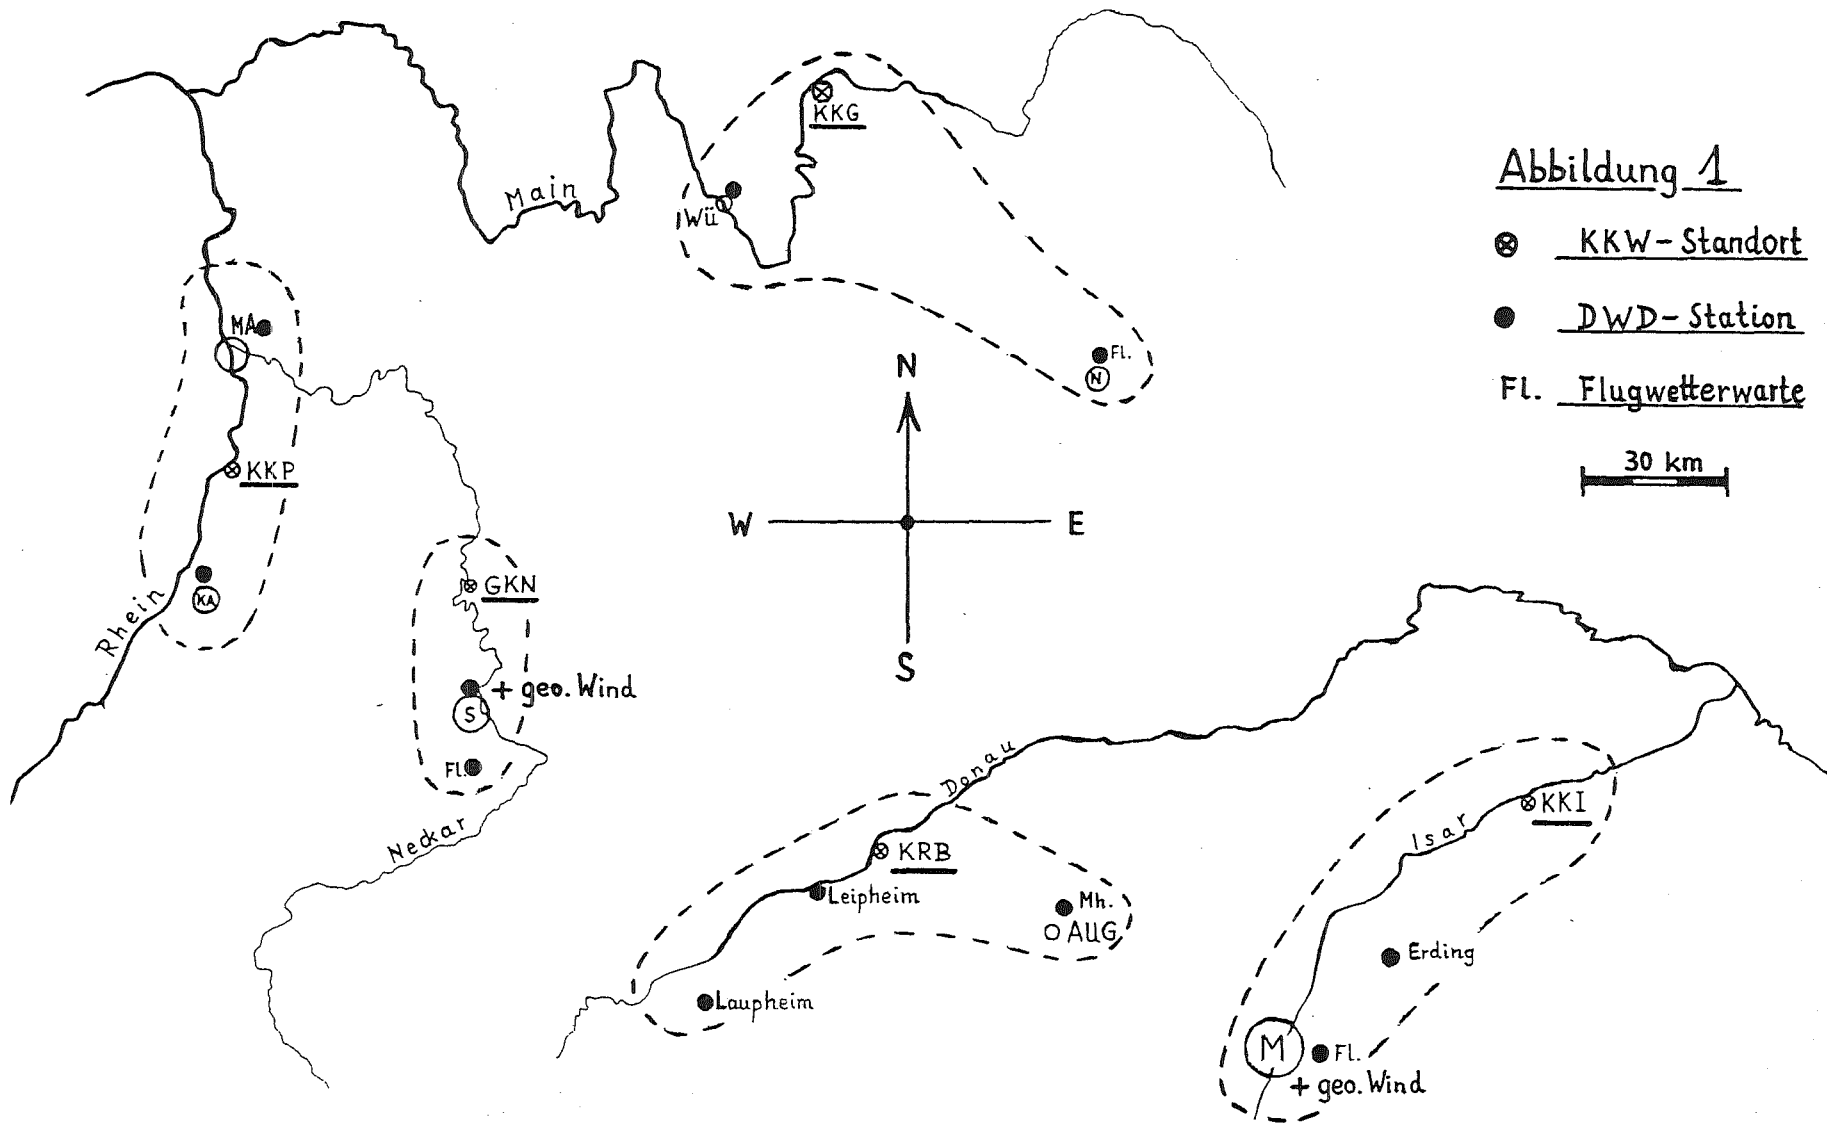 KKG
Abbildung 1
Main
Wü
KKW-Standort
MA
DWD-Station
Fl.
N
N
Fl. Flugwetterwarte
KKP
30 km
W
E
GKN
KA
Rhein
S
+ geo. Wind
S
Fl.
Donau
Neckar
KKI
Isar
KRB
Leipheim
Mh.
AUG
Erding
Laupheim
M
Fl.
+ geo. Wind